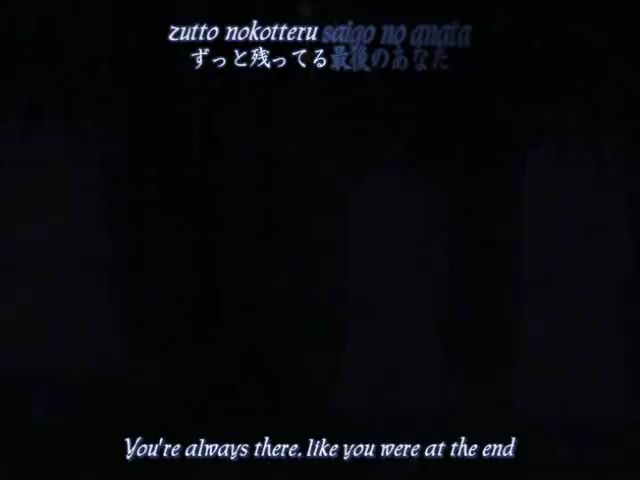 zutto nokotteru saigo no anata
ずっと残ってる最後のあなた
You're always there, like you were at the end